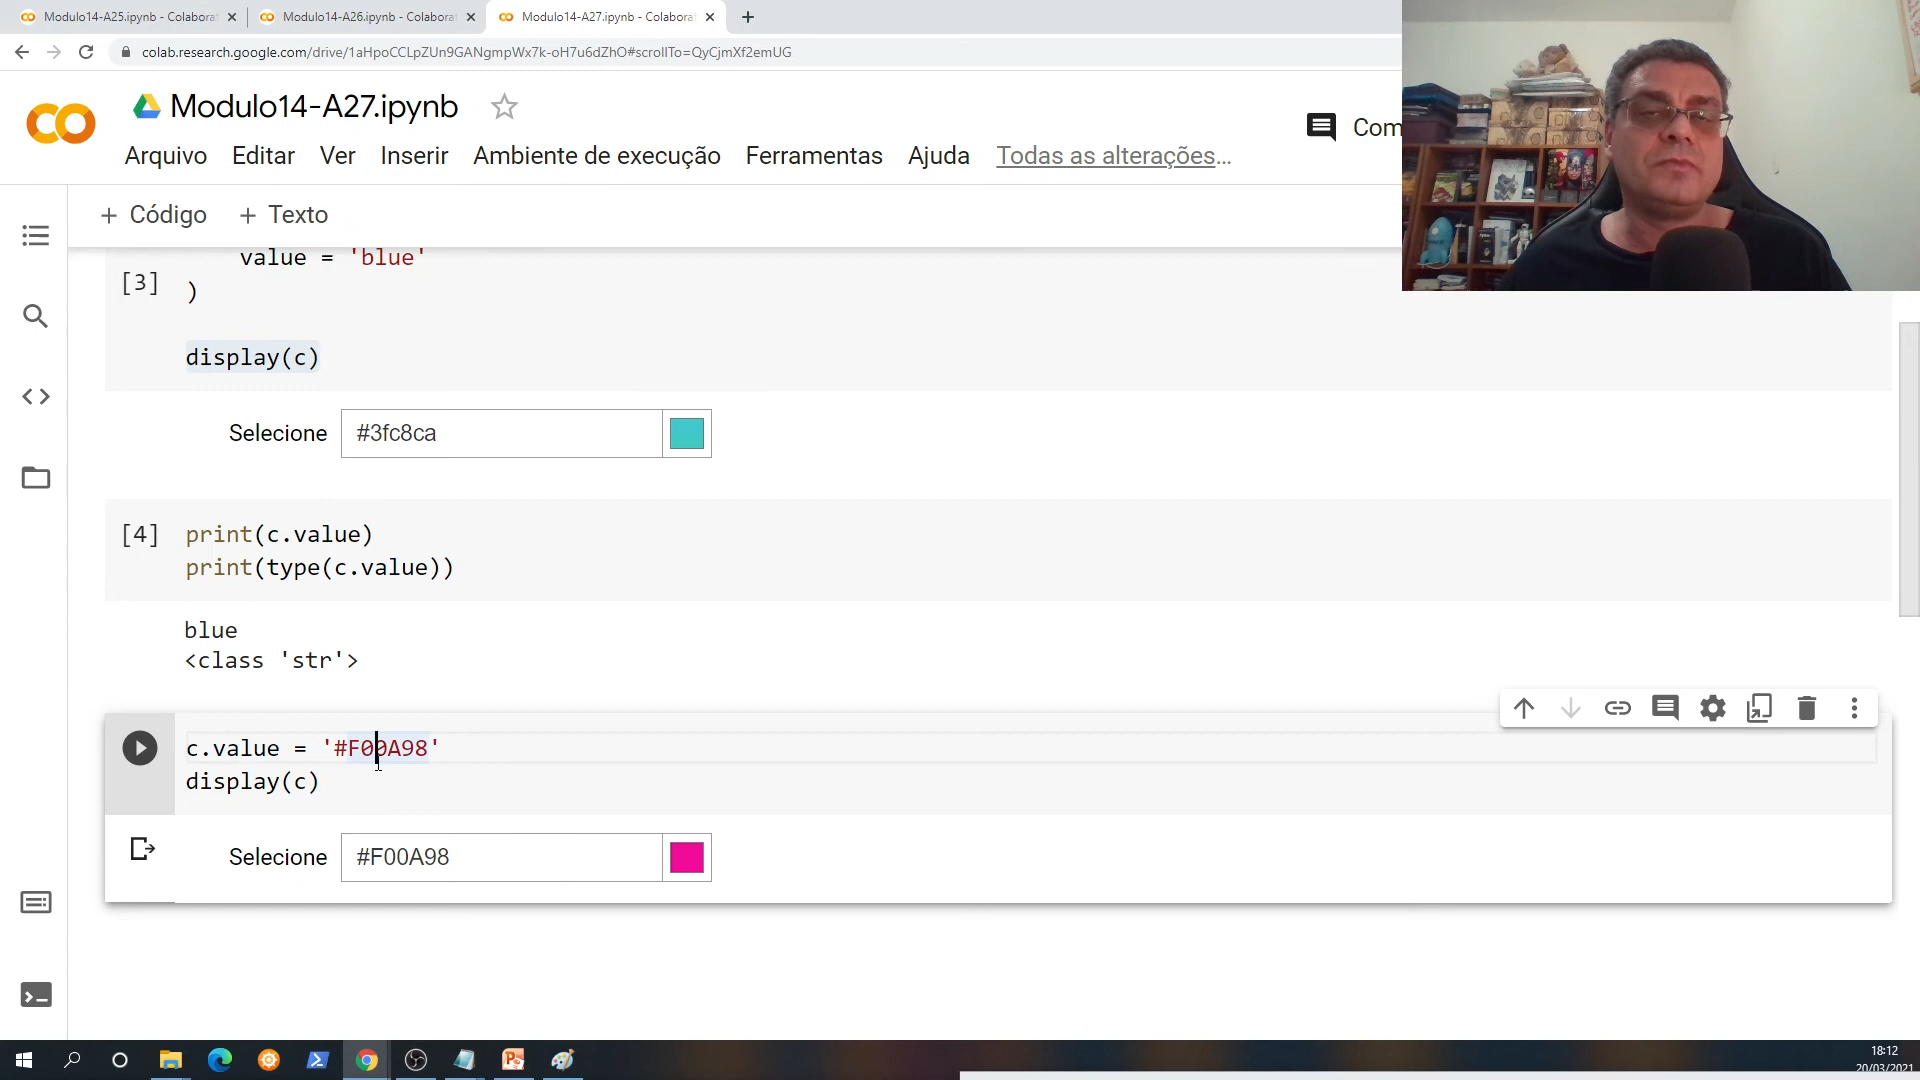 Modulo14-A25.ipynb - Colabora
Modulo14-A26.ipynb - Colabora
Modulo14-A27.ipynb - Colabora
colab.research.google.com/drive/1aHpoCCLpZUn9GANgmpWx7k-oH7u6dZhO#scrollTo=QyCjmXf2emUG
Modulo14-A27.ipynb
Com
Arquivo Editar Ver Inserir Ambiente de execução Ferramentas Ajuda Todas as alterações...
+ Código + Texto
value = 'blue'
[3] )
display(c)
Selecione #3fc8ca
[4] print(c.value)
print(type(c.value))
blue
<class 'str'>
c.value = '#F00A98'
display(c)
Selecione #F00A98
18:12
20/03/2021